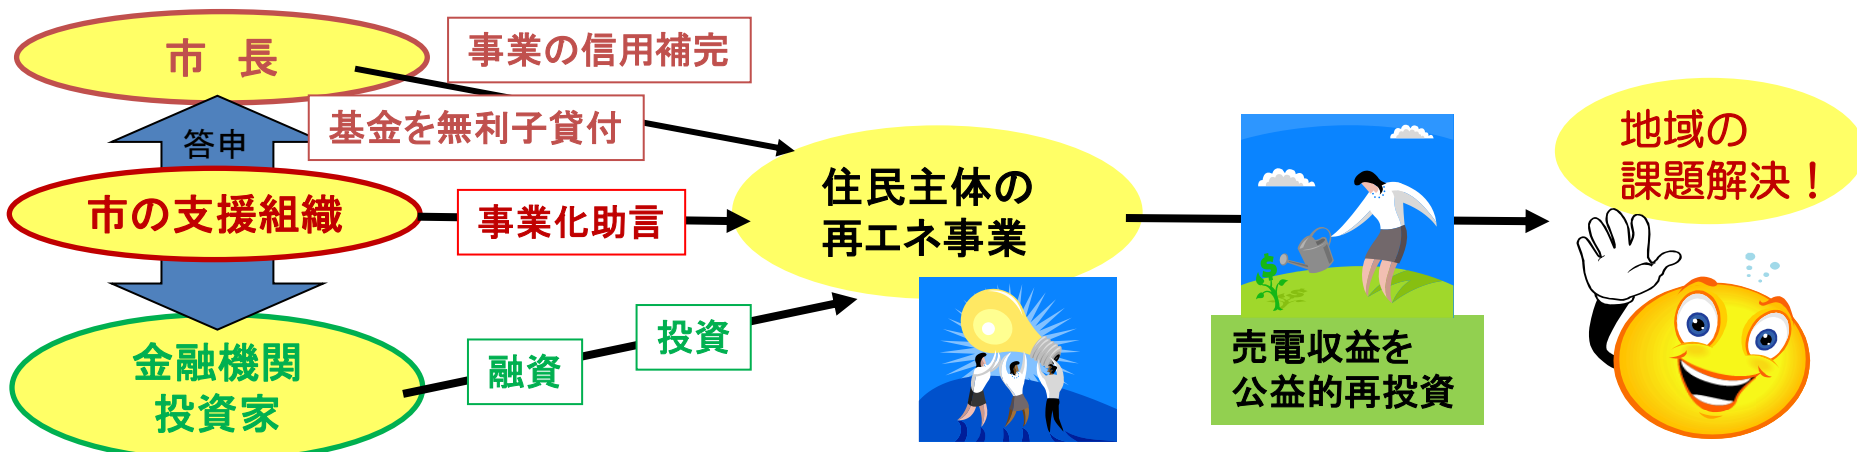 市　長
事業の信用補完
基金を無利子貸付
答申
市の支援組織
事業化助言
金融機関
投資家
融資
投資
住民主体の
再エネ事業
売電収益を
公益的再投資
地域の
課題解決！